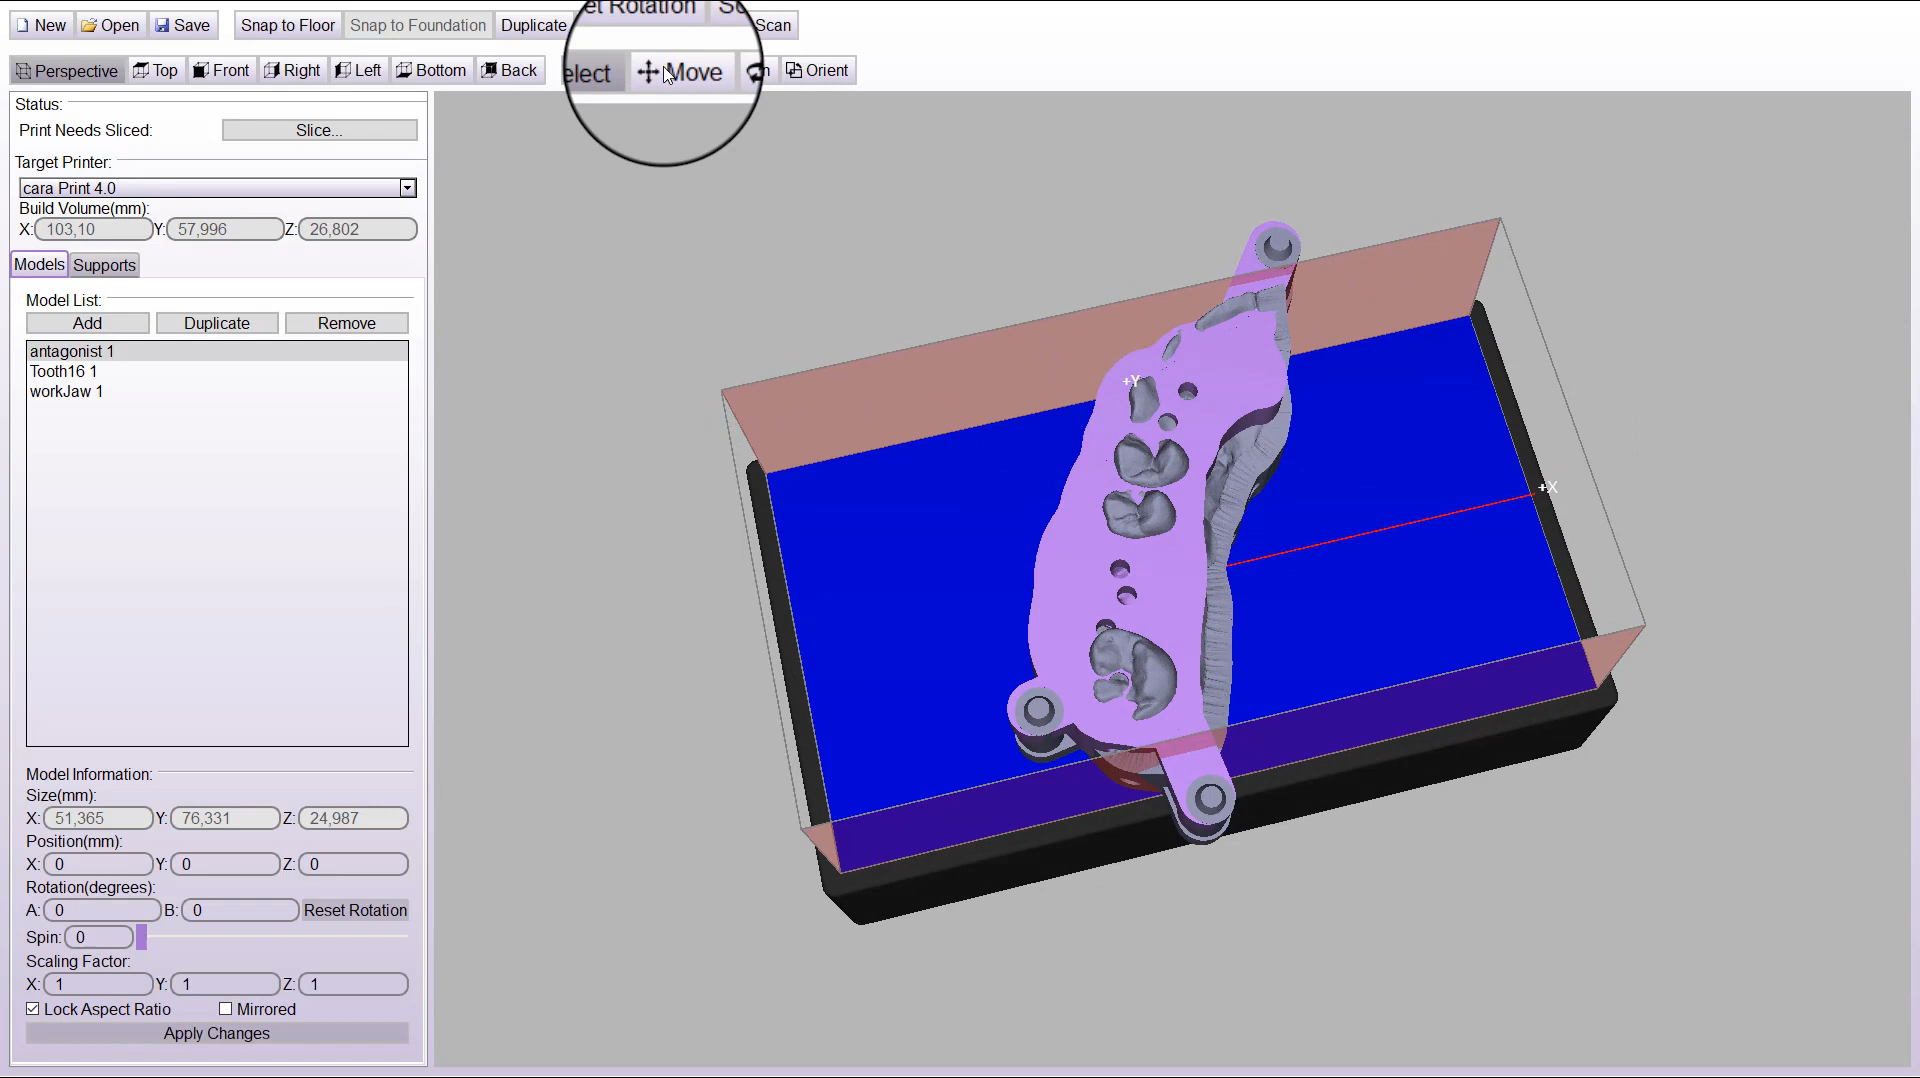 New Open Save Snap to Floor Snap to Foundation Duplicate et Rotation Scan
Perspective Top Front Right Left Bottom Back elect Move Orient
Status:
Print Needs Sliced: Slice...
Target Printer:
cara Print 4.0
Build Volume(mm):
X: 103,10 Y: 57,996 Z: 26,802
Models Supports
Model List:
Add Duplicate Remove
antagonist 1
Tooth16 1
workJaw 1
+Y
+X
Model Information:
Size(mm):
X: 51,365 Y: 76,331 Z: 24,987
Position(mm):
X: 0 Y: 0 Z: 0
Rotation(degrees):
A: 0 B: 0 Reset Rotation
Spin: 0
Scaling Factor:
X: 1 Y: 1 Z: 1
Lock Aspect Ratio Mirrored
Apply Changes